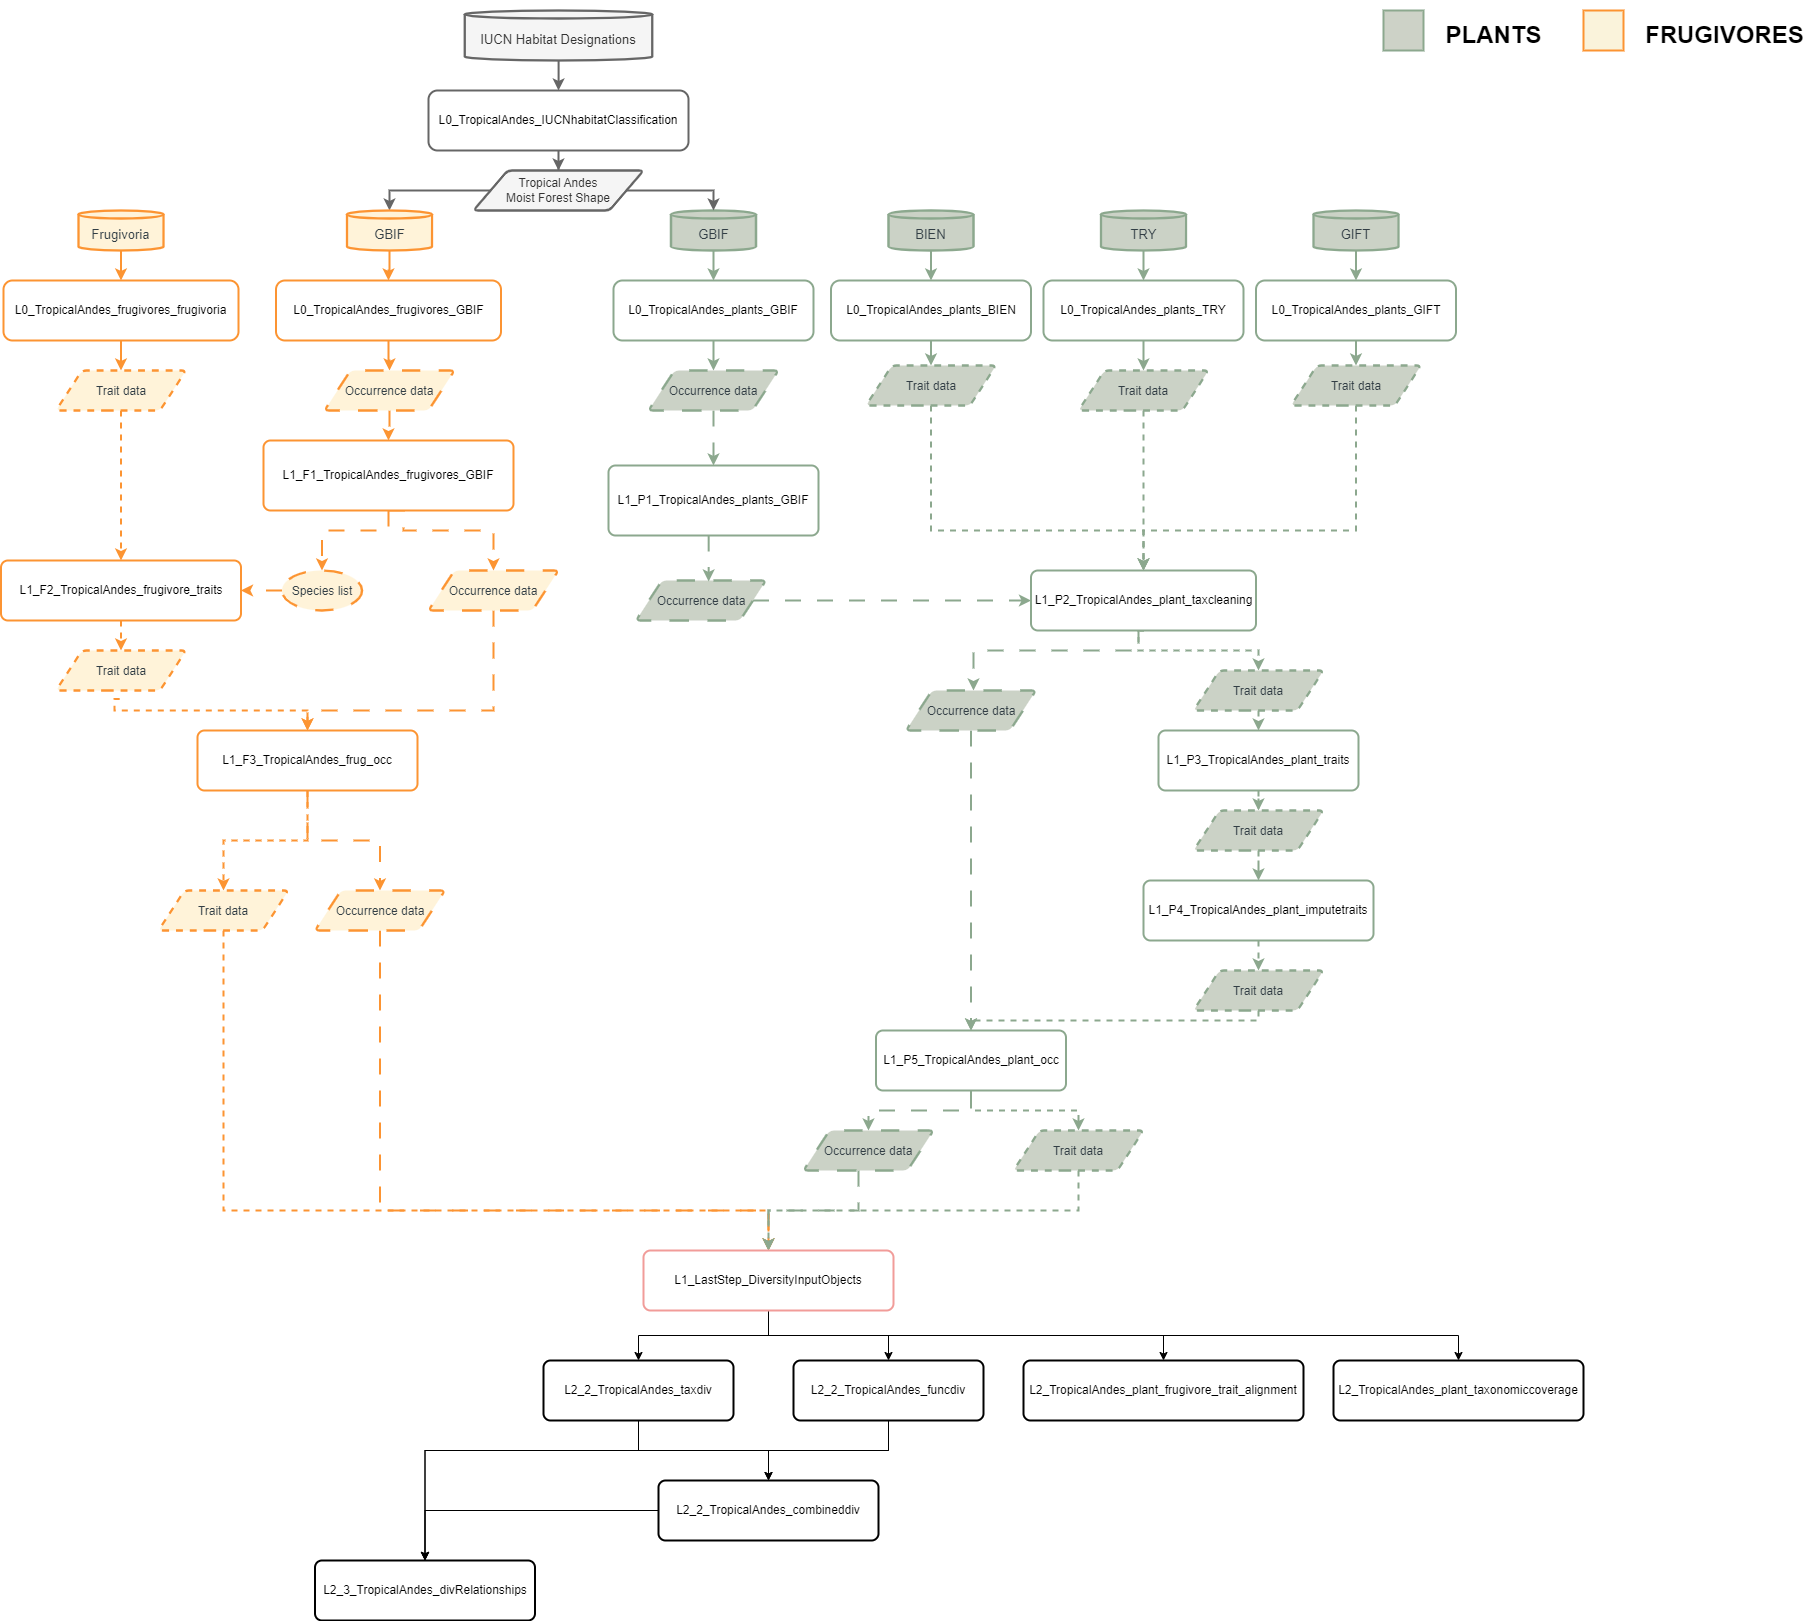 IUCN Habitat Designations
PLANTS
FRUGIVORES
L0_TropicalAndes_IUCNhabitatClassification
Tropical Andes
Moist Forest Shape
Frugivoria
GBIF
GBIF
BIEN
TRY
GIFT
L0_TropicalAndes_frugivores_frugivoria
L0_TropicalAndes_frugivores_GBIF
L0_TropicalAndes_plants_GBIF
L0_TropicalAndes_plants_BIEN
L0_TropicalAndes_plants_TRY
L0_TropicalAndes_plants_GIFT
Trait data
Occurrence data
Occurrence data
Trait data
Trait data
Trait data
L1_F1_TropicalAndes_frugivores_GBIF
L1_P1_TropicalAndes_plants_GBIF
L1_F2_TropicalAndes_frugivore_traits
Species list
Occurrence data
Occurrence data
L1_P2_TropicalAndes_plant_taxcleaning
Trait data
Occurrence data
Trait data
L1_F3_TropicalAndes_frug_occ
L1_P3_TropicalAndes_plant_traits
Trait data
Trait data
Occurrence data
L1_P4_TropicalAndes_plant_imputetraits
Trait data
L1_P5_TropicalAndes_plant_occ
Occurrence data
Trait data
L1_LastStep_DiversityInputObjects
L2_2_TropicalAndes_taxdiv
L2_2_TropicalAndes_funcdiv
L2_TropicalAndes_plant_frugivore_trait_alignment
L2_TropicalAndes_plant_taxonomiccoverage
L2_2_TropicalAndes_combineddiv
L2_3_TropicalAndes_divRelationships